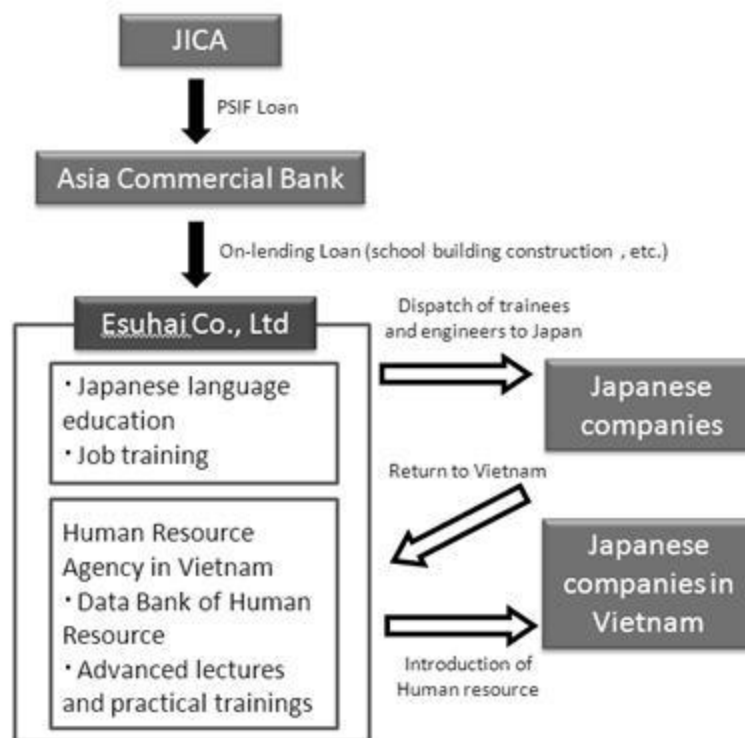 JICA
PSIF Loan
Asia Commercial Bank
On-lending Loan (school building construction , etc.)
Esuhai Co., Ltd
Dispatch of trainees
and engineers to Japan
・Japanese language
education
・Job training
Japanese
companies
Return to Vietnam
Human Resource
Agency in Vietnam
・Data Bank of Human
Resource
・Advanced lectures
and practical trainings
Japanese
companies in
Vietnam
Introduction of
Human resource